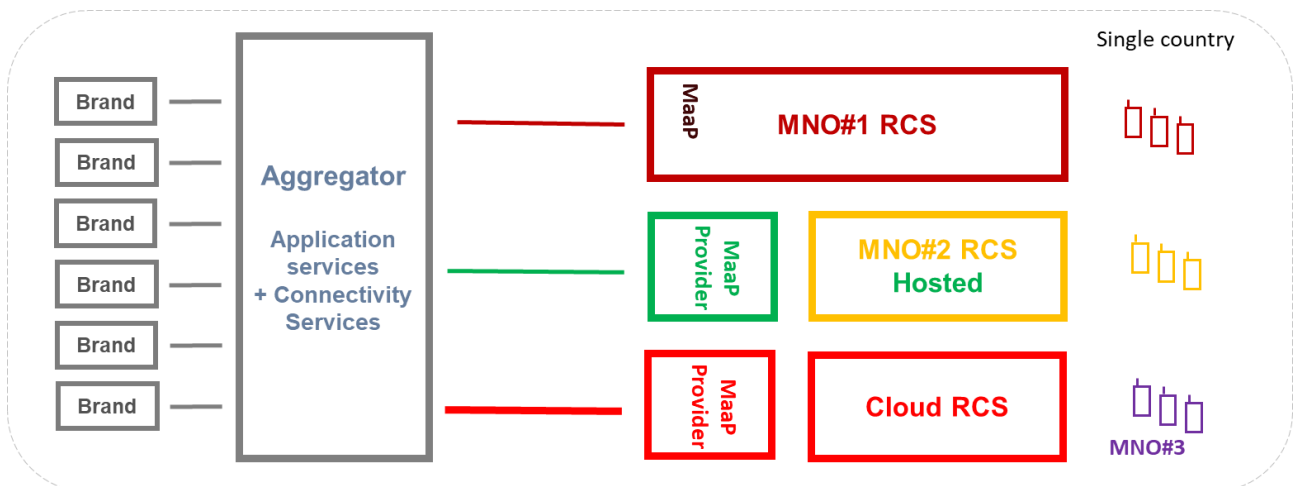 Single country
Brand
Brand
Brand
Brand
Brand
Brand
Aggregator
Application
services
+ Connectivity
Services
MaaP
MNO#1 RCS
MaaP
Provider
MNO#2 RCS
Hosted
MaaP
Provider
Cloud RCS
MNO#3